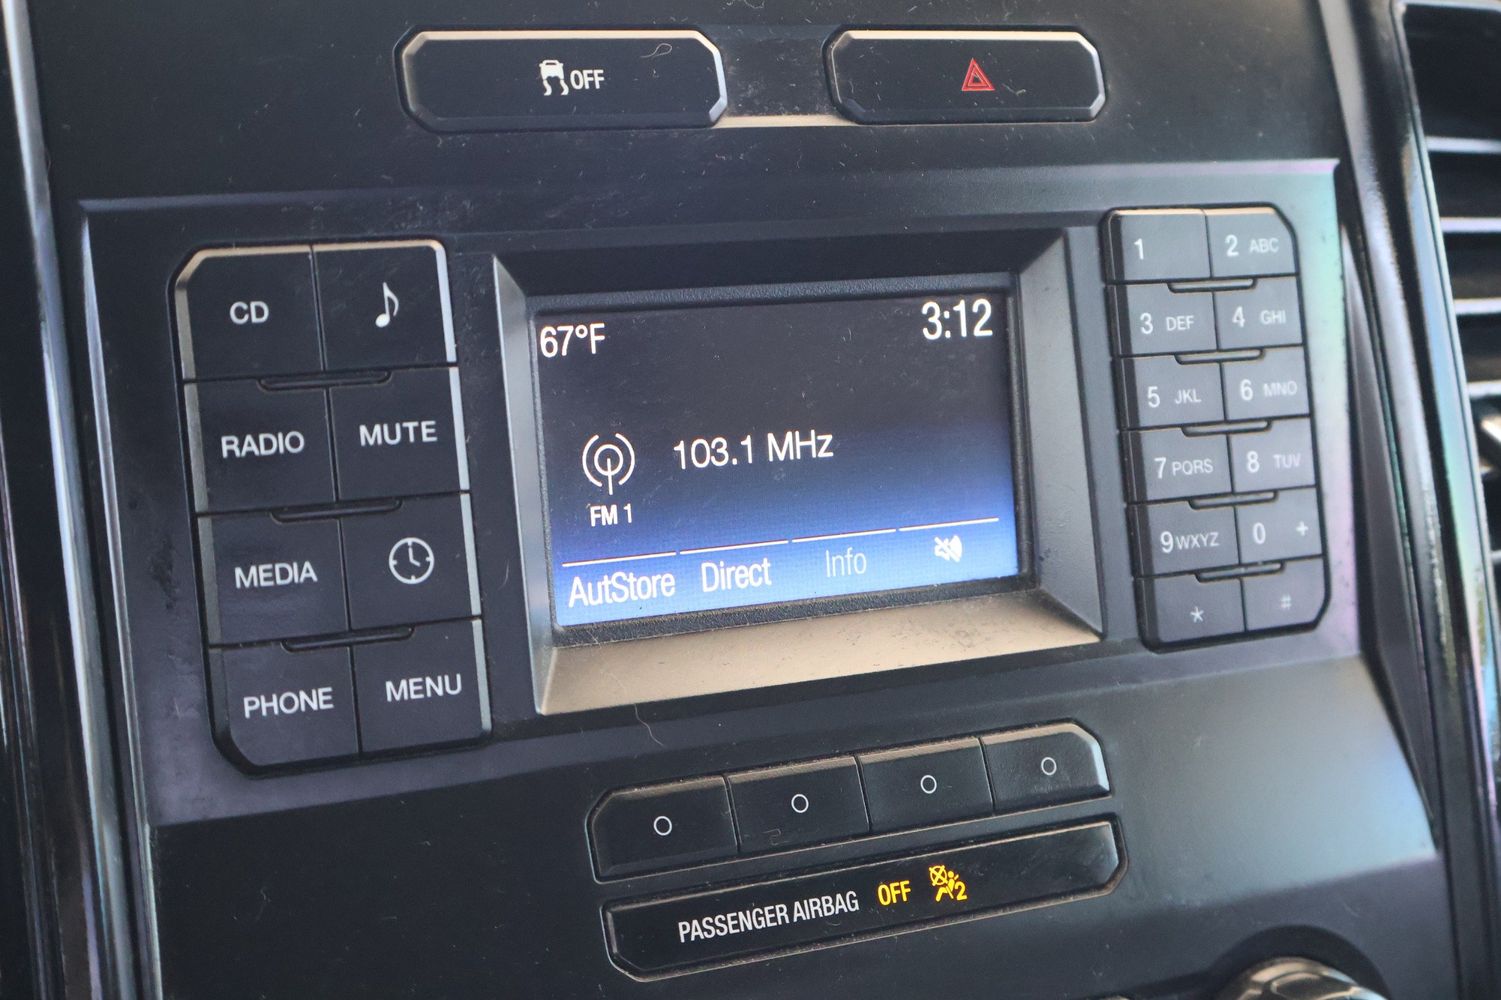 OFF
CD
RADIO MUTE
MEDIA
PHONE MENU
67°F 3:12
103.1 MHz
FM 1
AutStore Direct Info
1 2 ABC
3 DEF 4 GHI
5 JKL 6 MNO
7 PQRS 8 TUV
9 WXYZ 0 +
* #
PASSENGER AIRBAG OFF 2